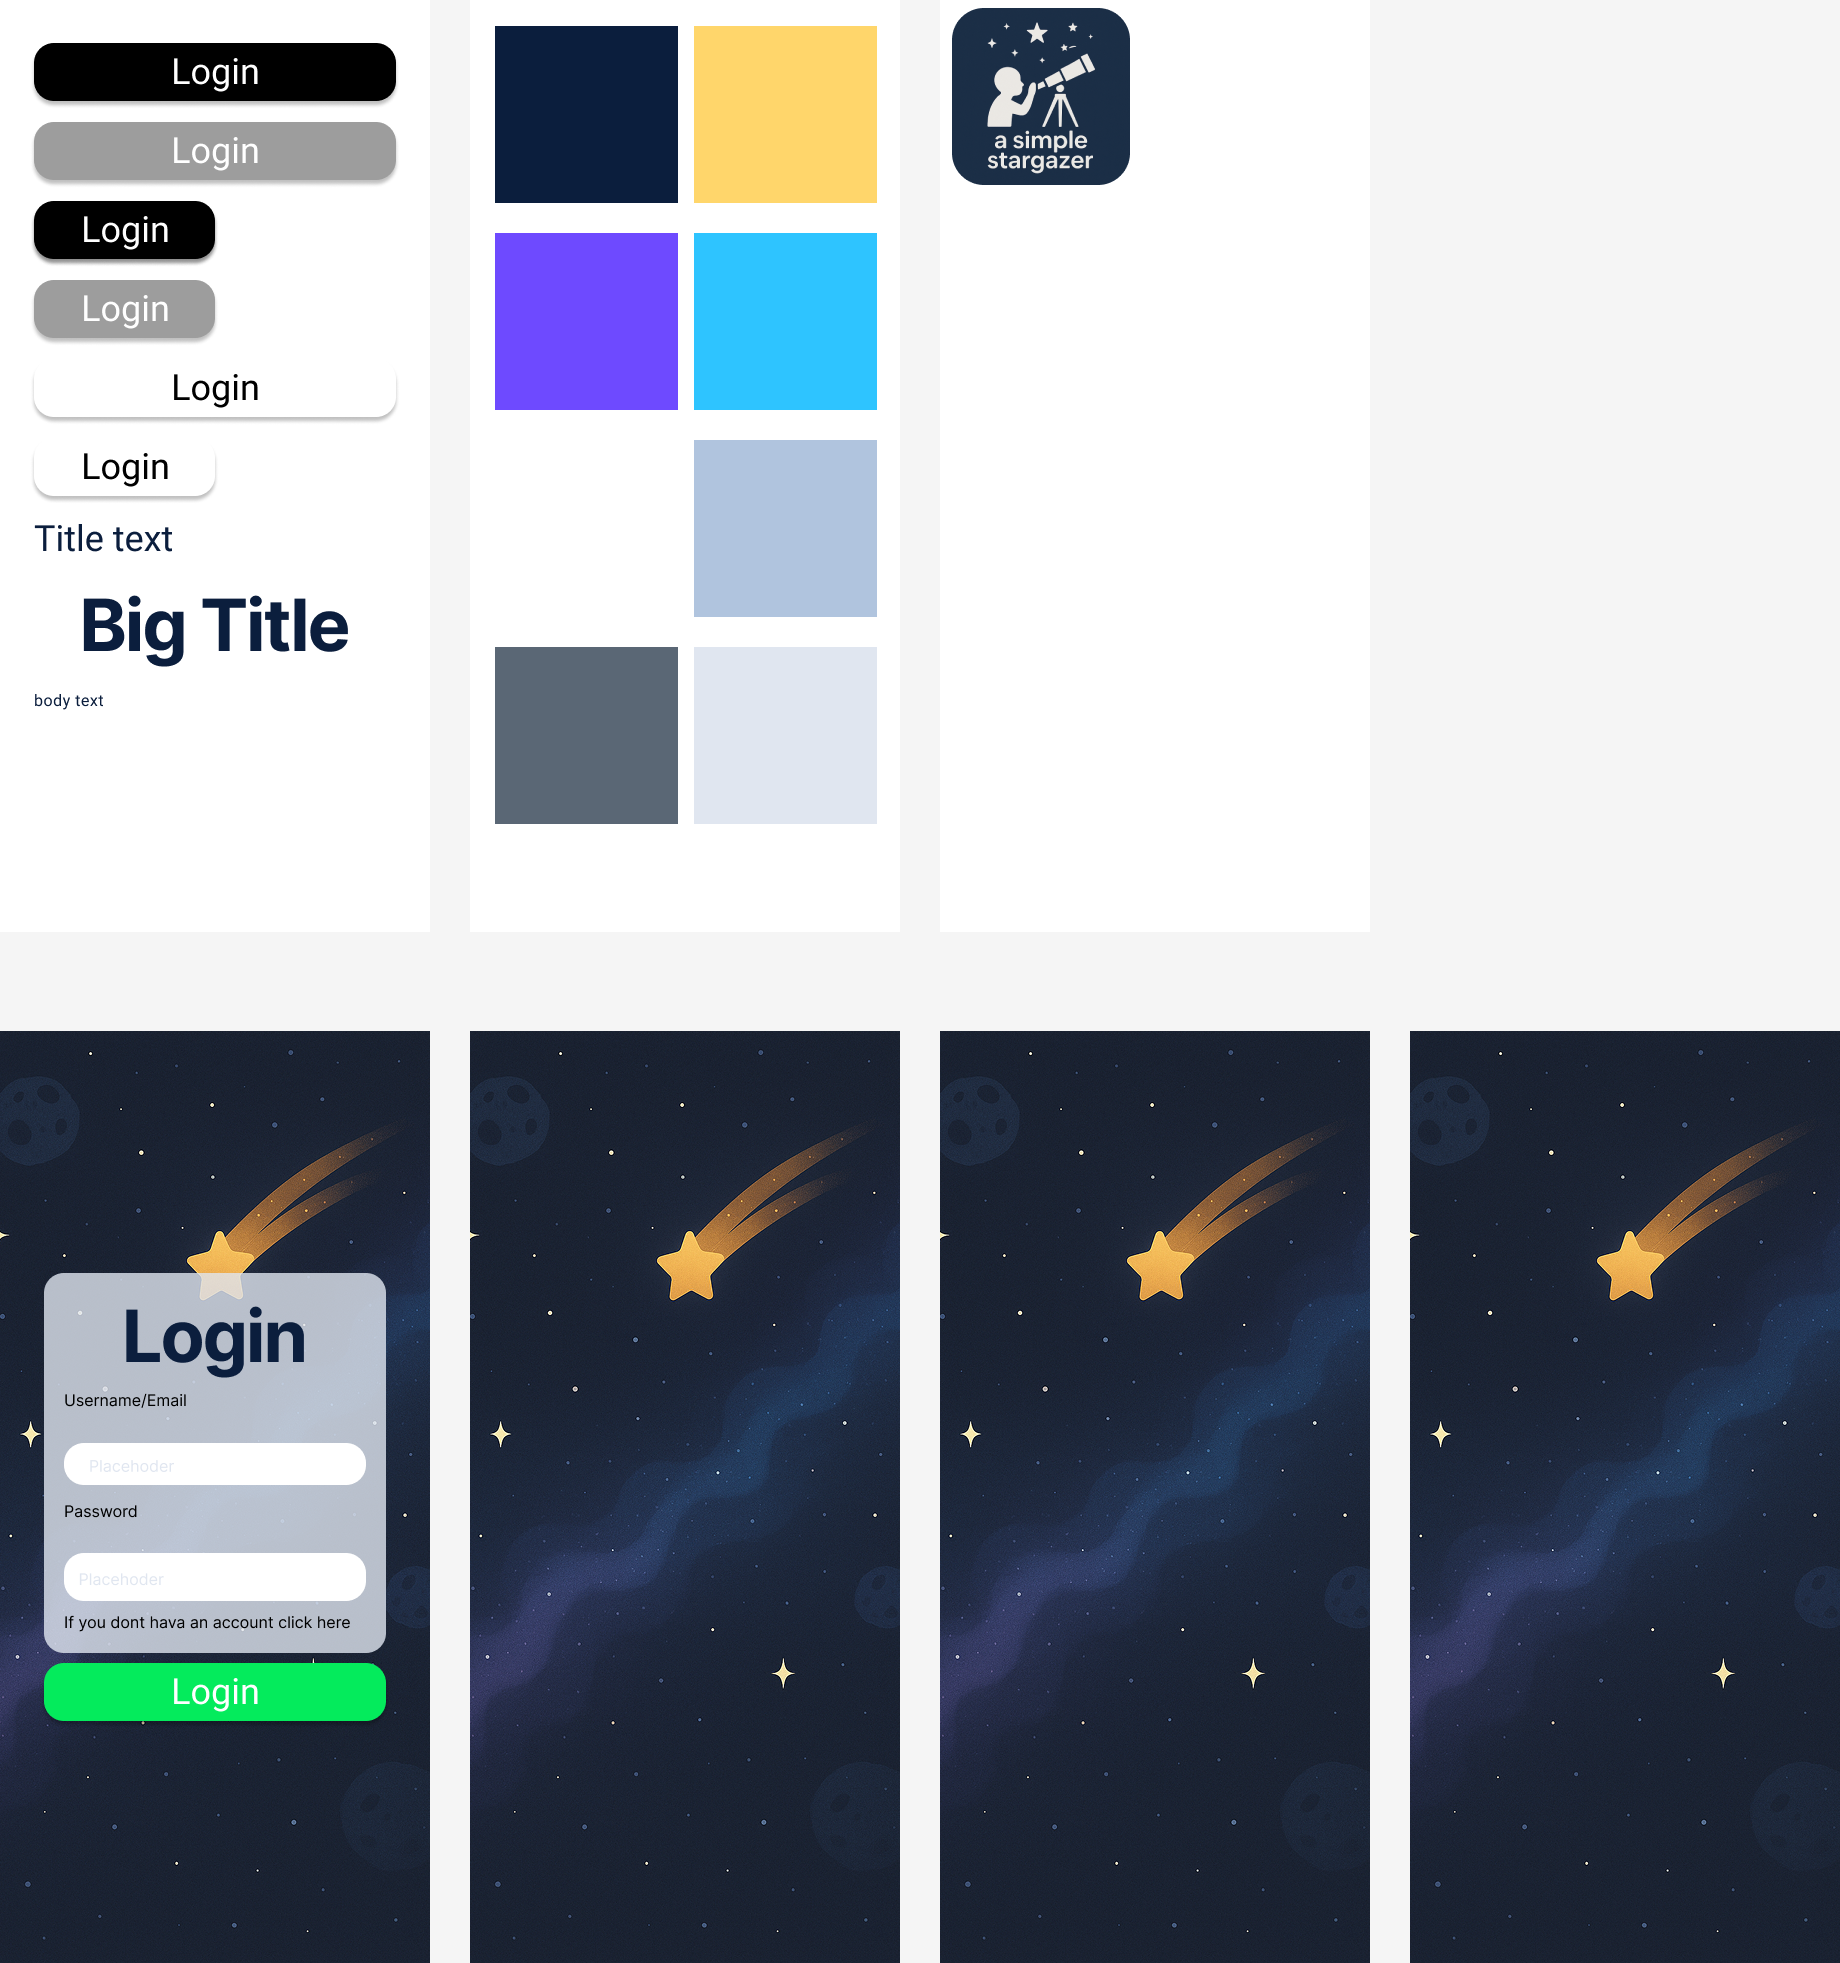 Login
Login
Login
Login
Login
Login
Title text
Big Title
body text
a simple
stargazer
Login
Username/Email
Placehoder
Password
Placehoder
If you dont hava an account click here
Login